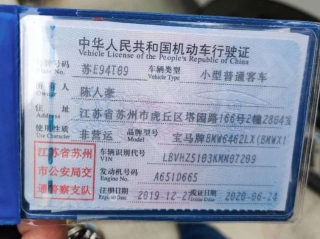 中华人民共和国机动车行驶证
Vehicle License of the People's Republic of China
号牌号码 苏E94T09 车辆类型 小型普通客车
Plate No. Vehicle Type
所有人 陈人豪
Owner
住址 江苏省苏州市虎丘区塔园路166号2幢2804室
Address
使用性质 非营运 品牌型号 宝马牌BMW6462LX(BMWX1
Use Character Model
江苏省苏州市公安局交通警察支队
车辆识别代号
VIN
发动机号码 A651D665
Engine No.
注册日期 2019-12-27 发证日期 2020-06-24
Register Date Issue Date